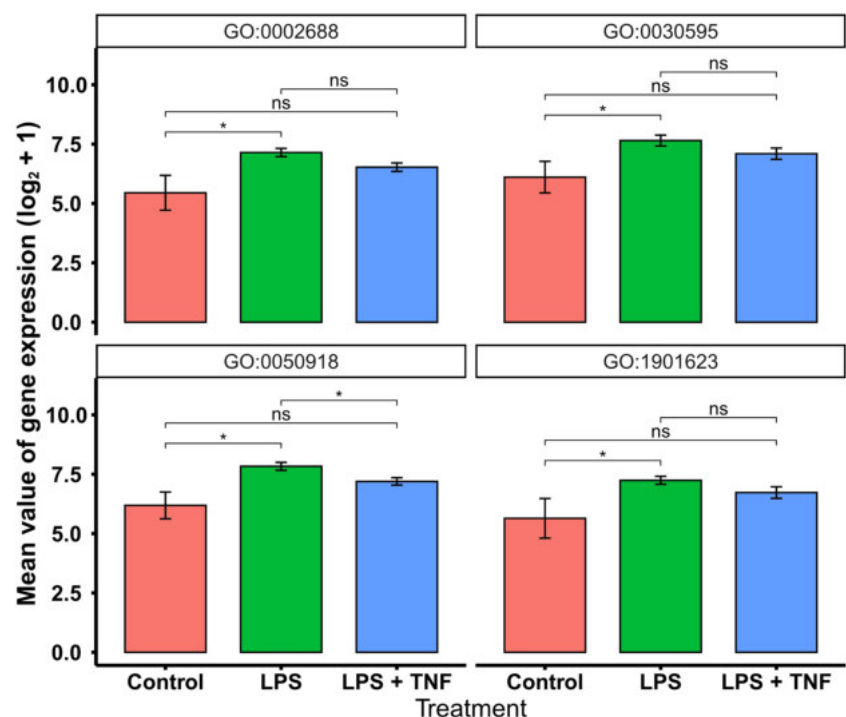 GO:0002688
GO:0030595
Mean value of gene expression (log₂ + 1)
10.0
7.5
5.0
2.5
0.0
ns
ns
*
ns
ns
*
GO:0050918
GO:1901623
10.0
7.5
5.0
2.5
0.0
*
ns
*
ns
ns
*
Control
LPS
LPS + TNF
Control
LPS
LPS + TNF
Treatment